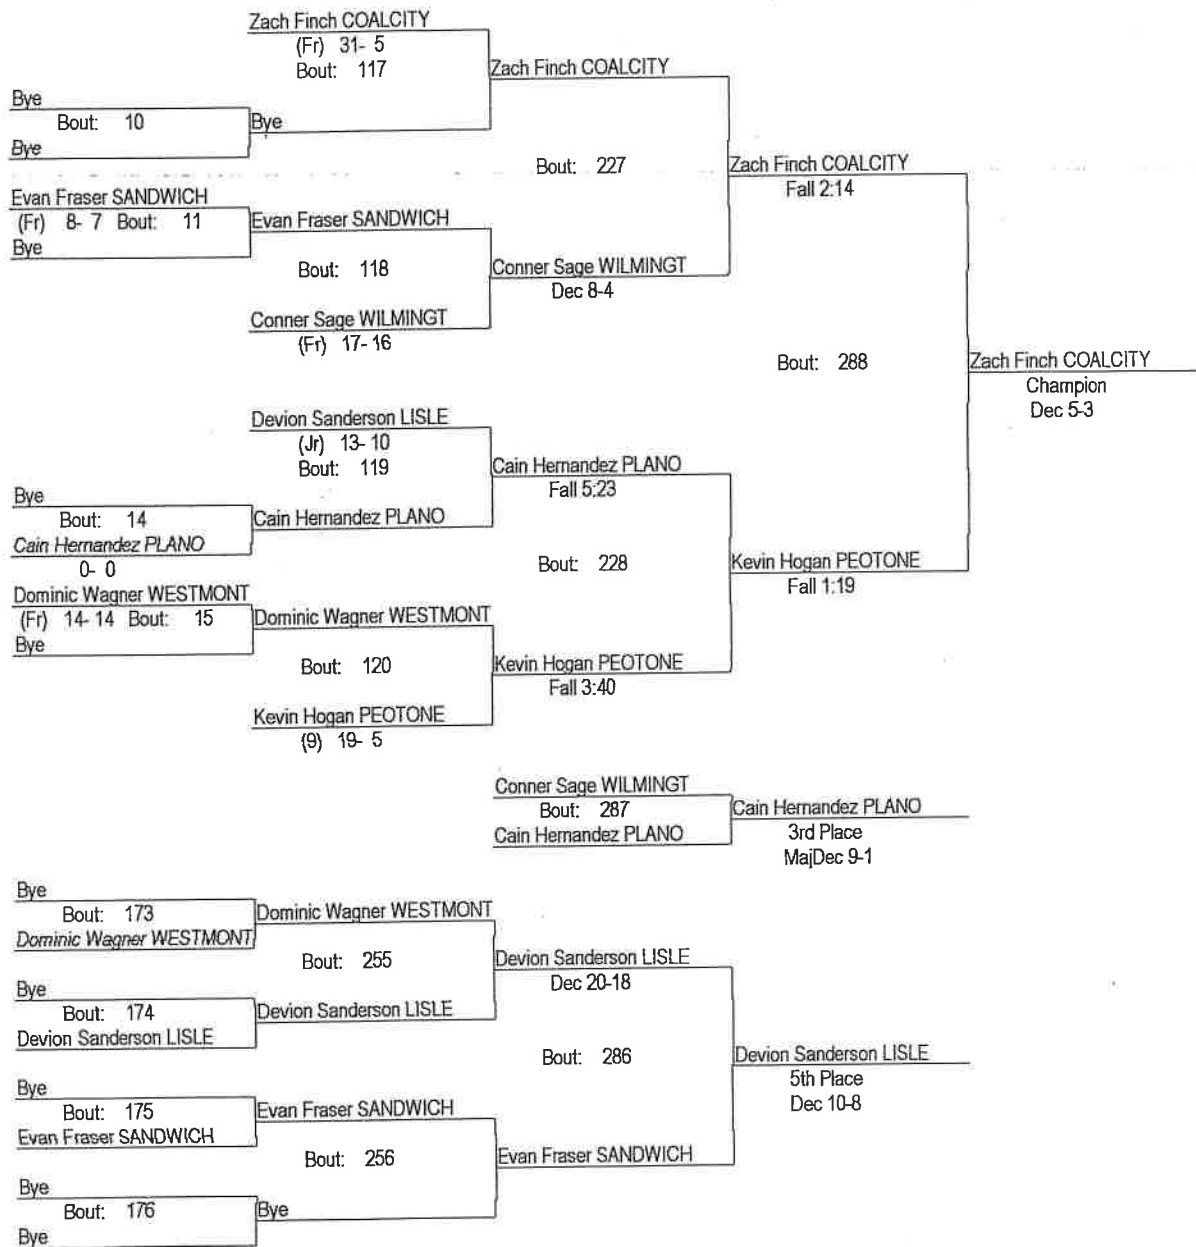 Zach Finch COALCITY
(Fr) 31- 5
Bout: 117
Zach Finch COALCITY
Bye
Bout: 10
Bye
Bye
Bout: 227
Zach Finch COALCITY
Fall 2:14
Evan Fraser SANDWICH
(Fr) 8- 7 Bout: 11
Bye
Evan Fraser SANDWICH
Bout: 118
Conner Sage WILMINGT
Dec 8-4
Conner Sage WILMINGT
(Fr) 17- 16
Bout: 288
Zach Finch COALCITY
Champion
Dec 5-3
Devion Sanderson LISLE
(Jr) 13- 10
Bout: 119
Cain Hernandez PLANO
Fall 5:23
Bye
Bout: 14
Cain Hernandez PLANO
0- 0
Cain Hernandez PLANO
Bout: 228
Kevin Hogan PEOTONE
Fall 1:19
Dominic Wagner WESTMONT
(Fr) 14- 14 Bout: 15
Bye
Dominic Wagner WESTMONT
Bout: 120
Kevin Hogan PEOTONE
Fall 3:40
Kevin Hogan PEOTONE
(9) 19- 5
Conner Sage WILMINGT
Bout: 287
Cain Hernandez PLANO
Cain Hernandez PLANO
3rd Place
MajDec 9-1
Bye
Bout: 173
Dominic Wagner WESTMONT
Dominic Wagner WESTMONT
Bout: 255
Devion Sanderson LISLE
Dec 20-18
Bye
Bout: 174
Devion Sanderson LISLE
Devion Sanderson LISLE
Bout: 286
Devion Sanderson LISLE
5th Place
Dec 10-8
Bye
Bout: 175
Evan Fraser SANDWICH
Evan Fraser SANDWICH
Bout: 256
Evan Fraser SANDWICH
Bye
Bout: 176
Bye
Bye